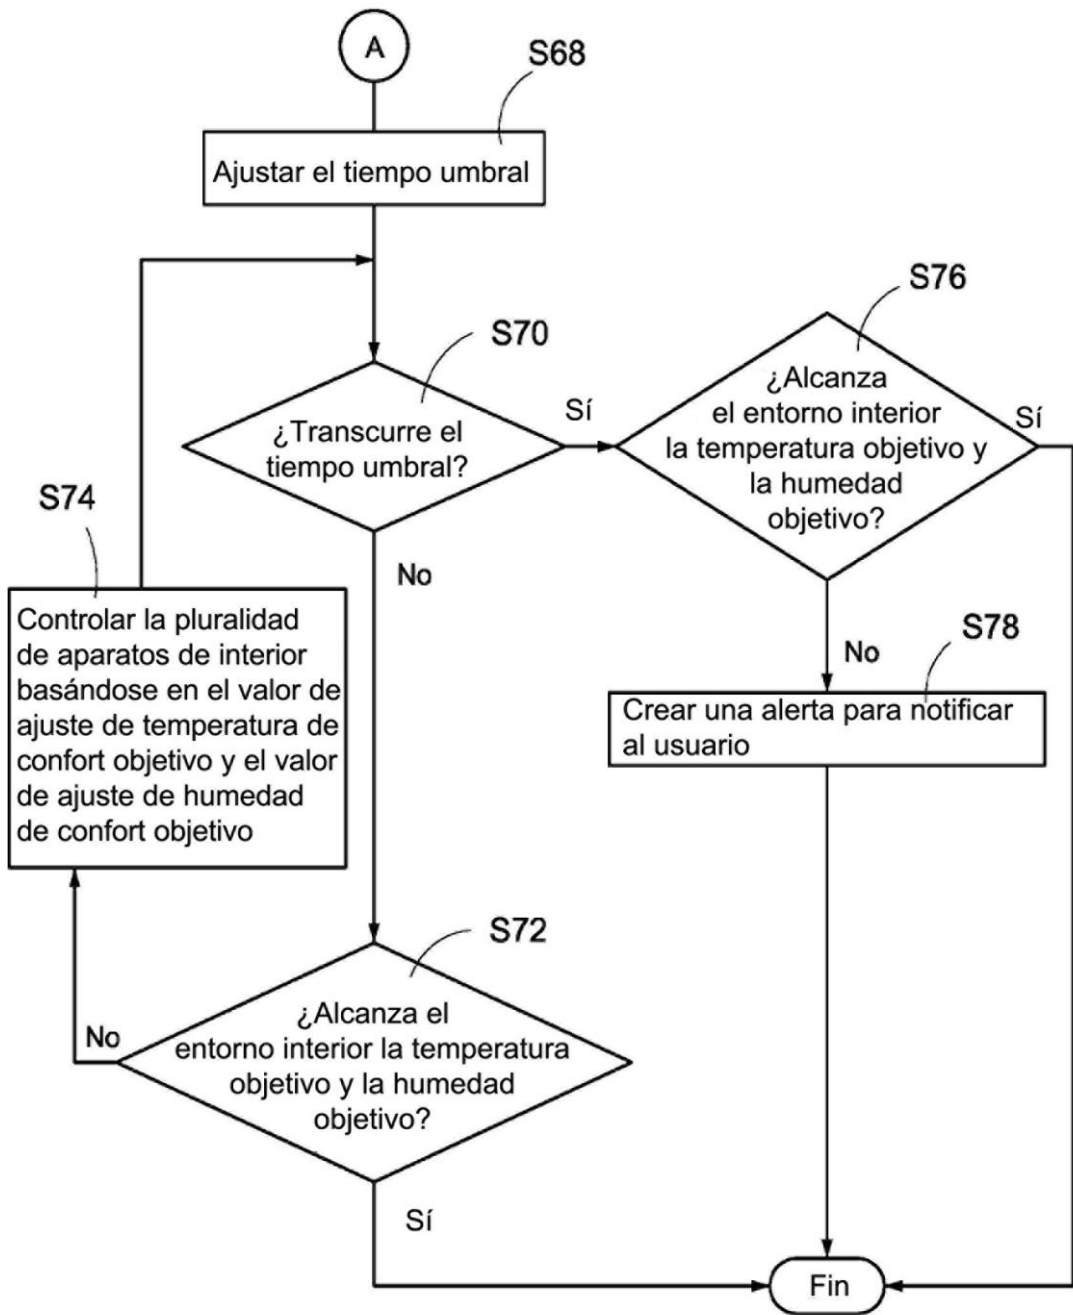 A
S68
Ajustar el tiempo umbral
S76
S70
¿Alcanza
el entorno interior
la temperatura objetivo y
la humedad
objetivo?
Sí
Sí
¿Transcurre el
tiempo umbral?
S74
No
Controlar la pluralidad
de aparatos de interior
basándose en el valor de
ajuste de temperatura de
confort objetivo y el valor
de ajuste de humedad
de confort objetivo
No
S78
Crear una alerta para notificar
al usuario
S72
¿Alcanza el
entorno interior la temperatura
objetivo y la humedad
objetivo?
No
Sí
Fin